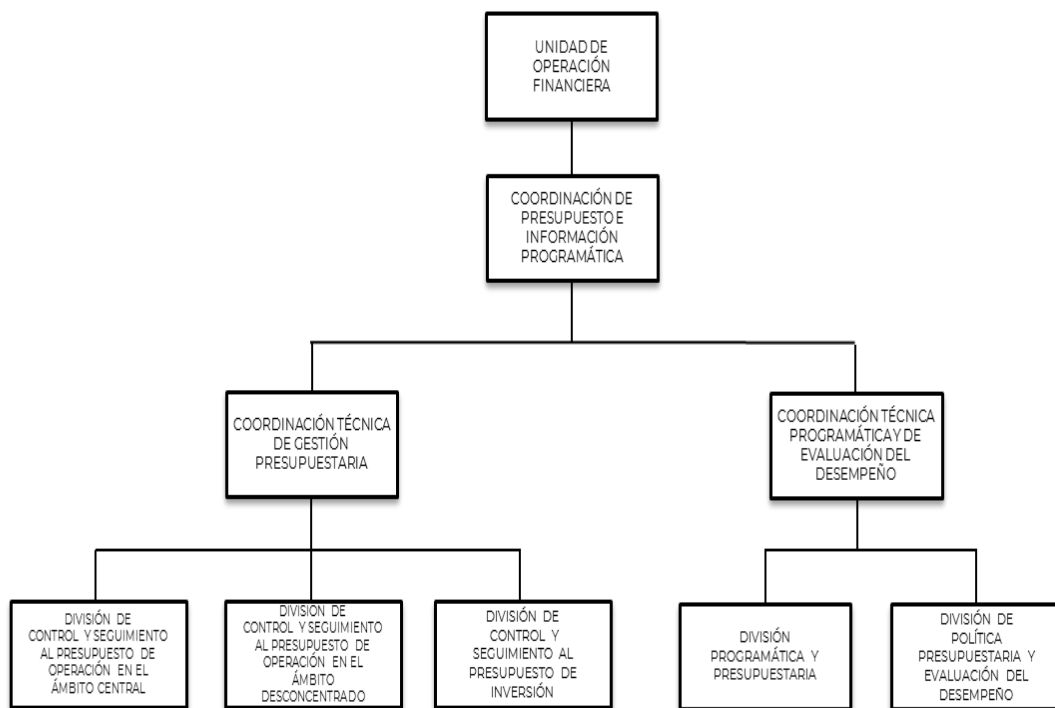 UNIDAD DE
OPERACIÓN
FINANCIERA
COORDINACIÓN DE
PRESUPUESTO E
INFORMACIÓN
PROGRAMÁTICA
COORDINACIÓN TÉCNICA
DE GESTIÓN
PRESUPUESTARIA
COORDINACIÓN TÉCNICA
PROGRAMÁTICA Y DE
EVALUACIÓN DEL
DESEMPEÑO
DIVISIÓN DE
CONTROL Y SEGUIMIENTO
AL PRESUPUESTO DE
OPERACIÓN EN EL
ÁMBITO CENTRAL
DIVISIÓN DE
CONTROL Y SEGUIMIENTO
AL PRESUPUESTO DE
OPERACIÓN EN EL
ÁMBITO
DESCONCENTRADO
DIVISIÓN DE
CONTROL Y
SEGUIMIENTO AL
PRESUPUESTO DE
INVERSIÓN
DIVISIÓN
PROGRAMÁTICA Y
PRESUPUESTARIA
DIVISIÓN DE
POLÍTICA
PRESUPUESTARIA Y
EVALUACIÓN DEL
DESEMPEÑO